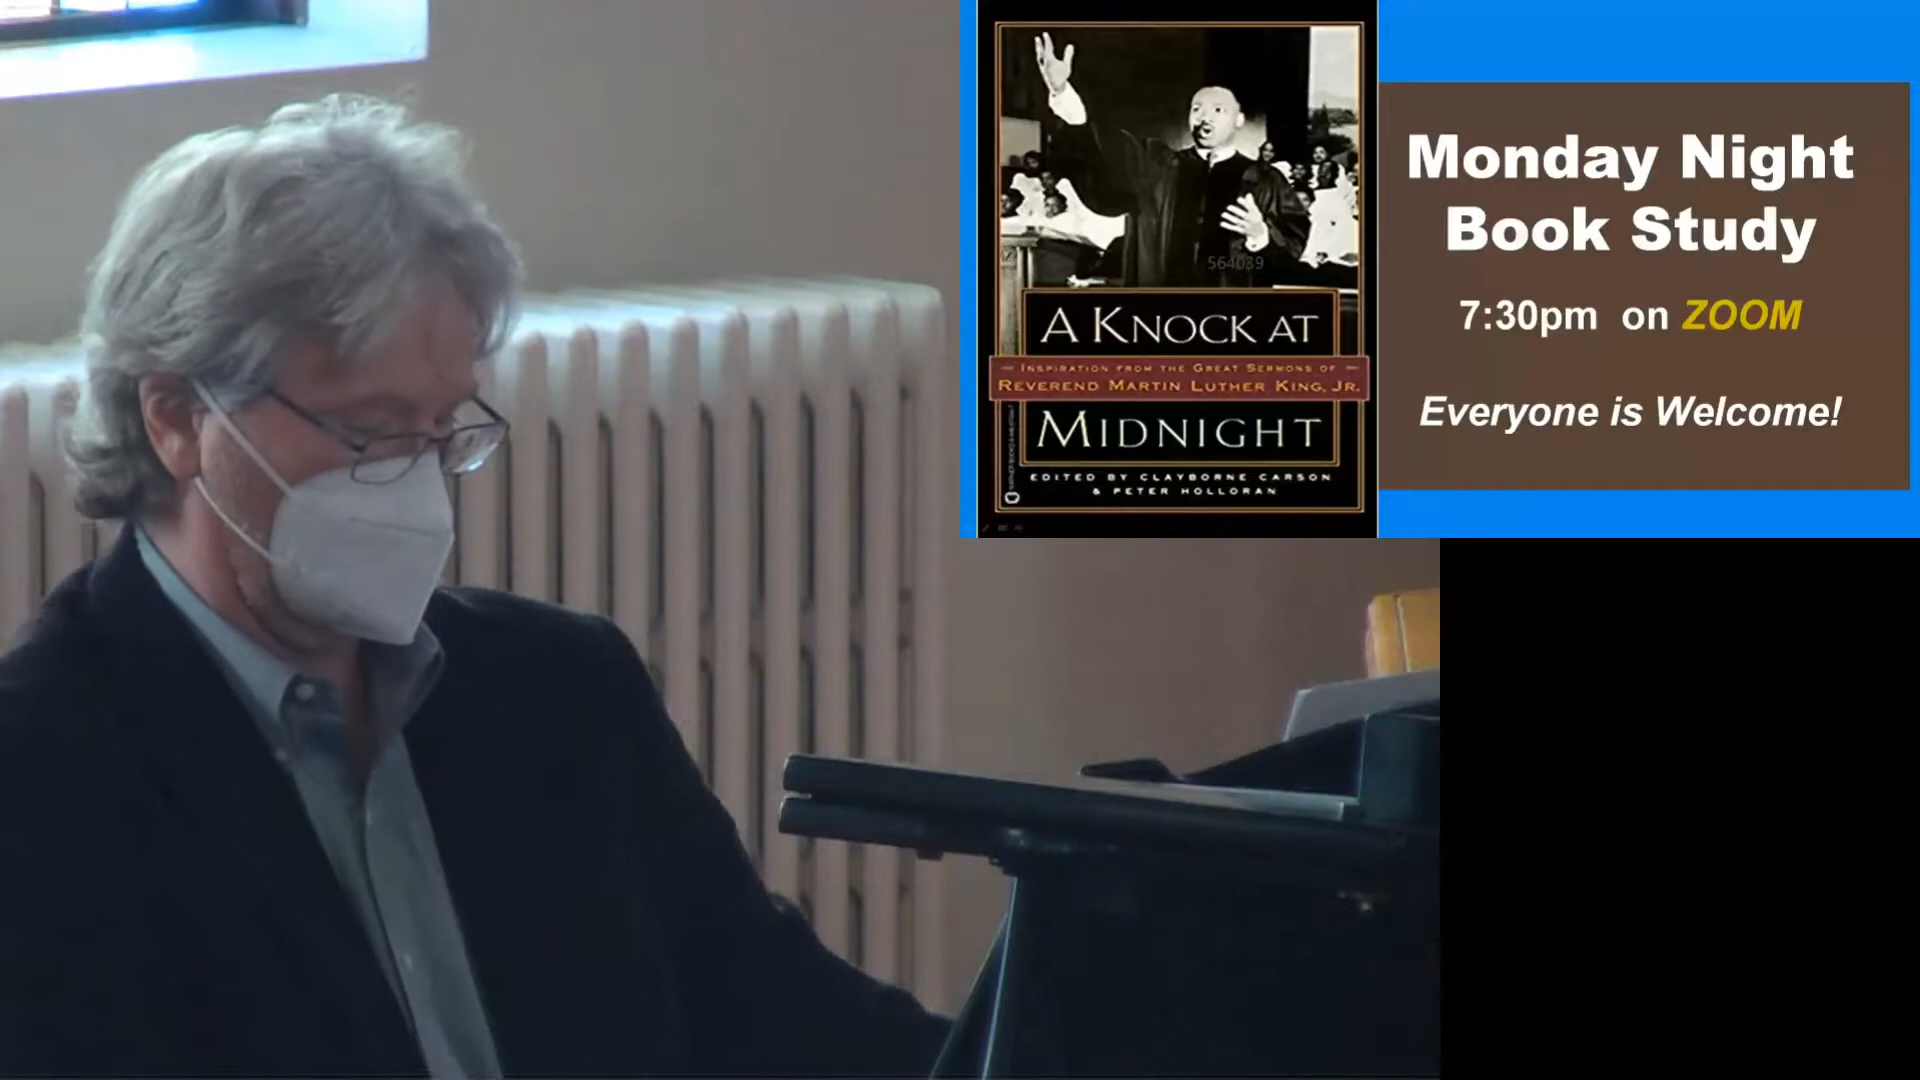 564039
A KNOCK AT
INSPIRATION FROM THE GREAT SERMONS OF
REVEREND MARTIN LUTHER KING, JR.
MIDNIGHT
EDITED BY CLAYBORNE CARSON
& PETER HOLLORAN
Monday Night
Book Study
7:30pm on ZOOM
Everyone is Welcome!